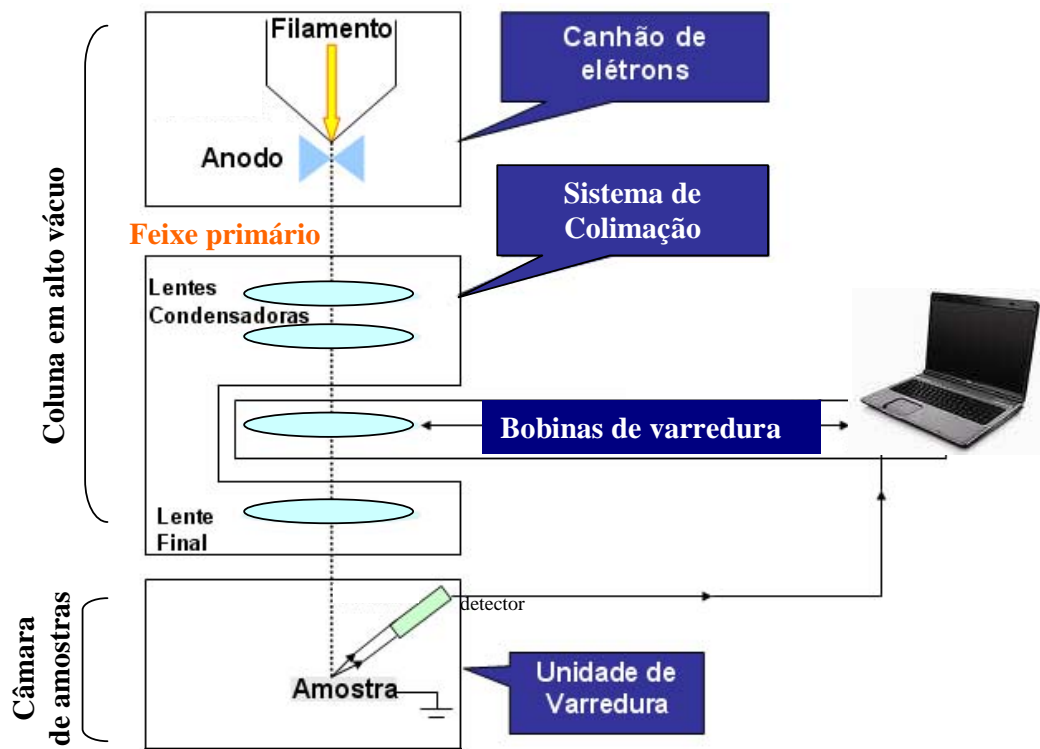 Filamento
Canhão de
elétrons
Anodo
Coluna em alto vácuo
Feixe primário
Sistema de
Colimação
Lentes
Condensadoras
Bobinas de varredura
Lente
Final
detector
Câmara
de amostras
Amostra
Unidade de
Varredura